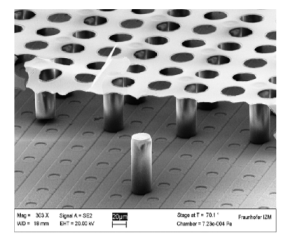 Mag = 303 X Signal A = SE2 20µm Stage at T = 70.1 ° Fraunhofer IZM
WD = 18 mm EHT = 20.00 kV Chamber = 7.23e-004 Pa